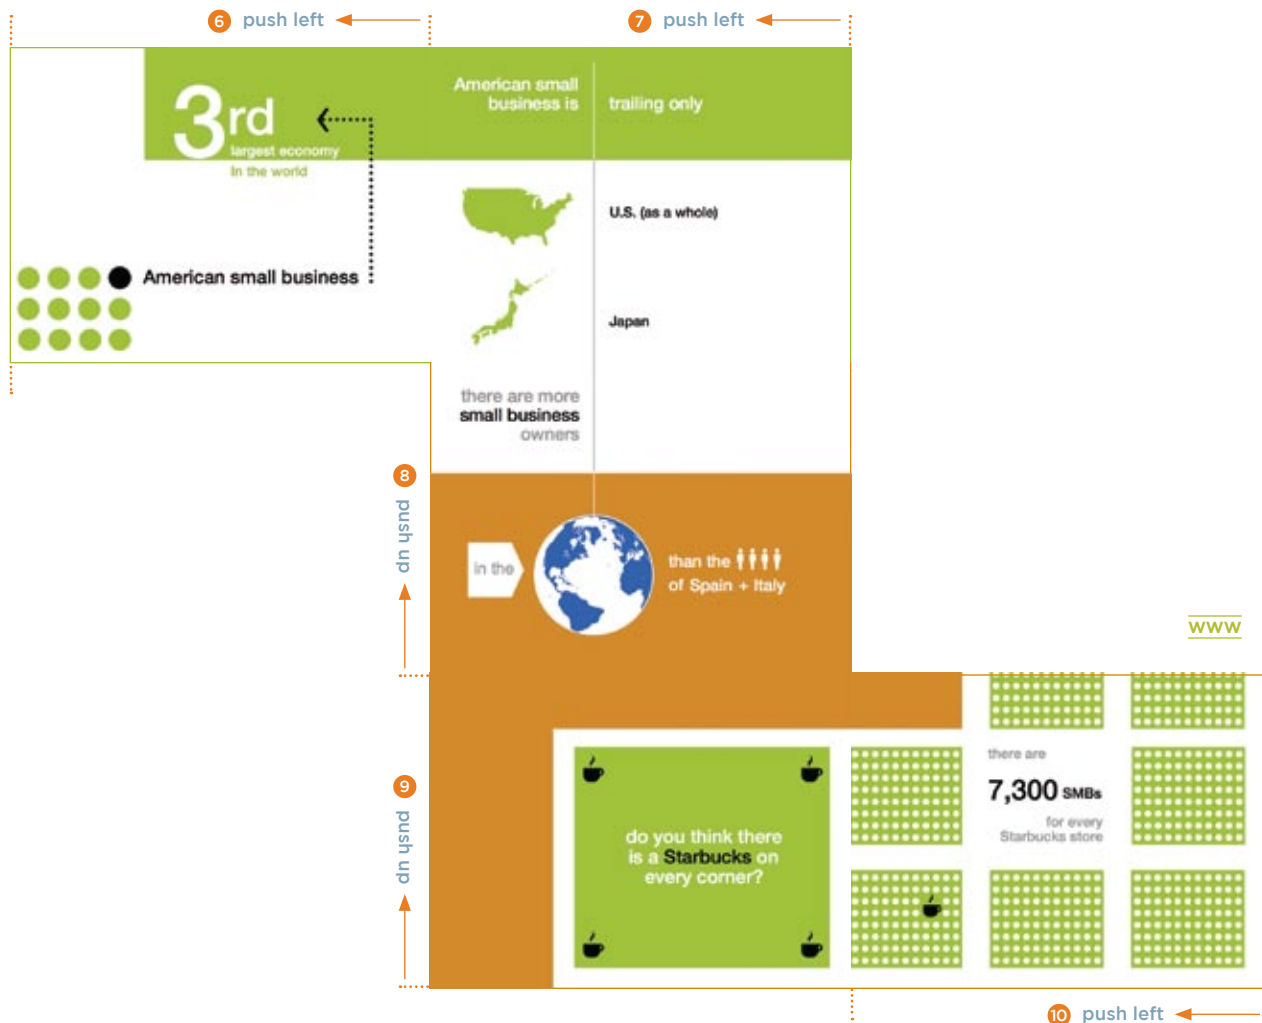 6 push left
7 push left
3rd
largest economy
In the world
American small business
American small
business is
trailing only
U.S. (as a whole)
Japan
there are more
small business
owners
8 push up
in the
than the
of Spain + Italy
www
9 push up
do you think there
is a Starbucks on
every corner?
there are
7,300 SMBs
for every
Starbucks store
10 push left